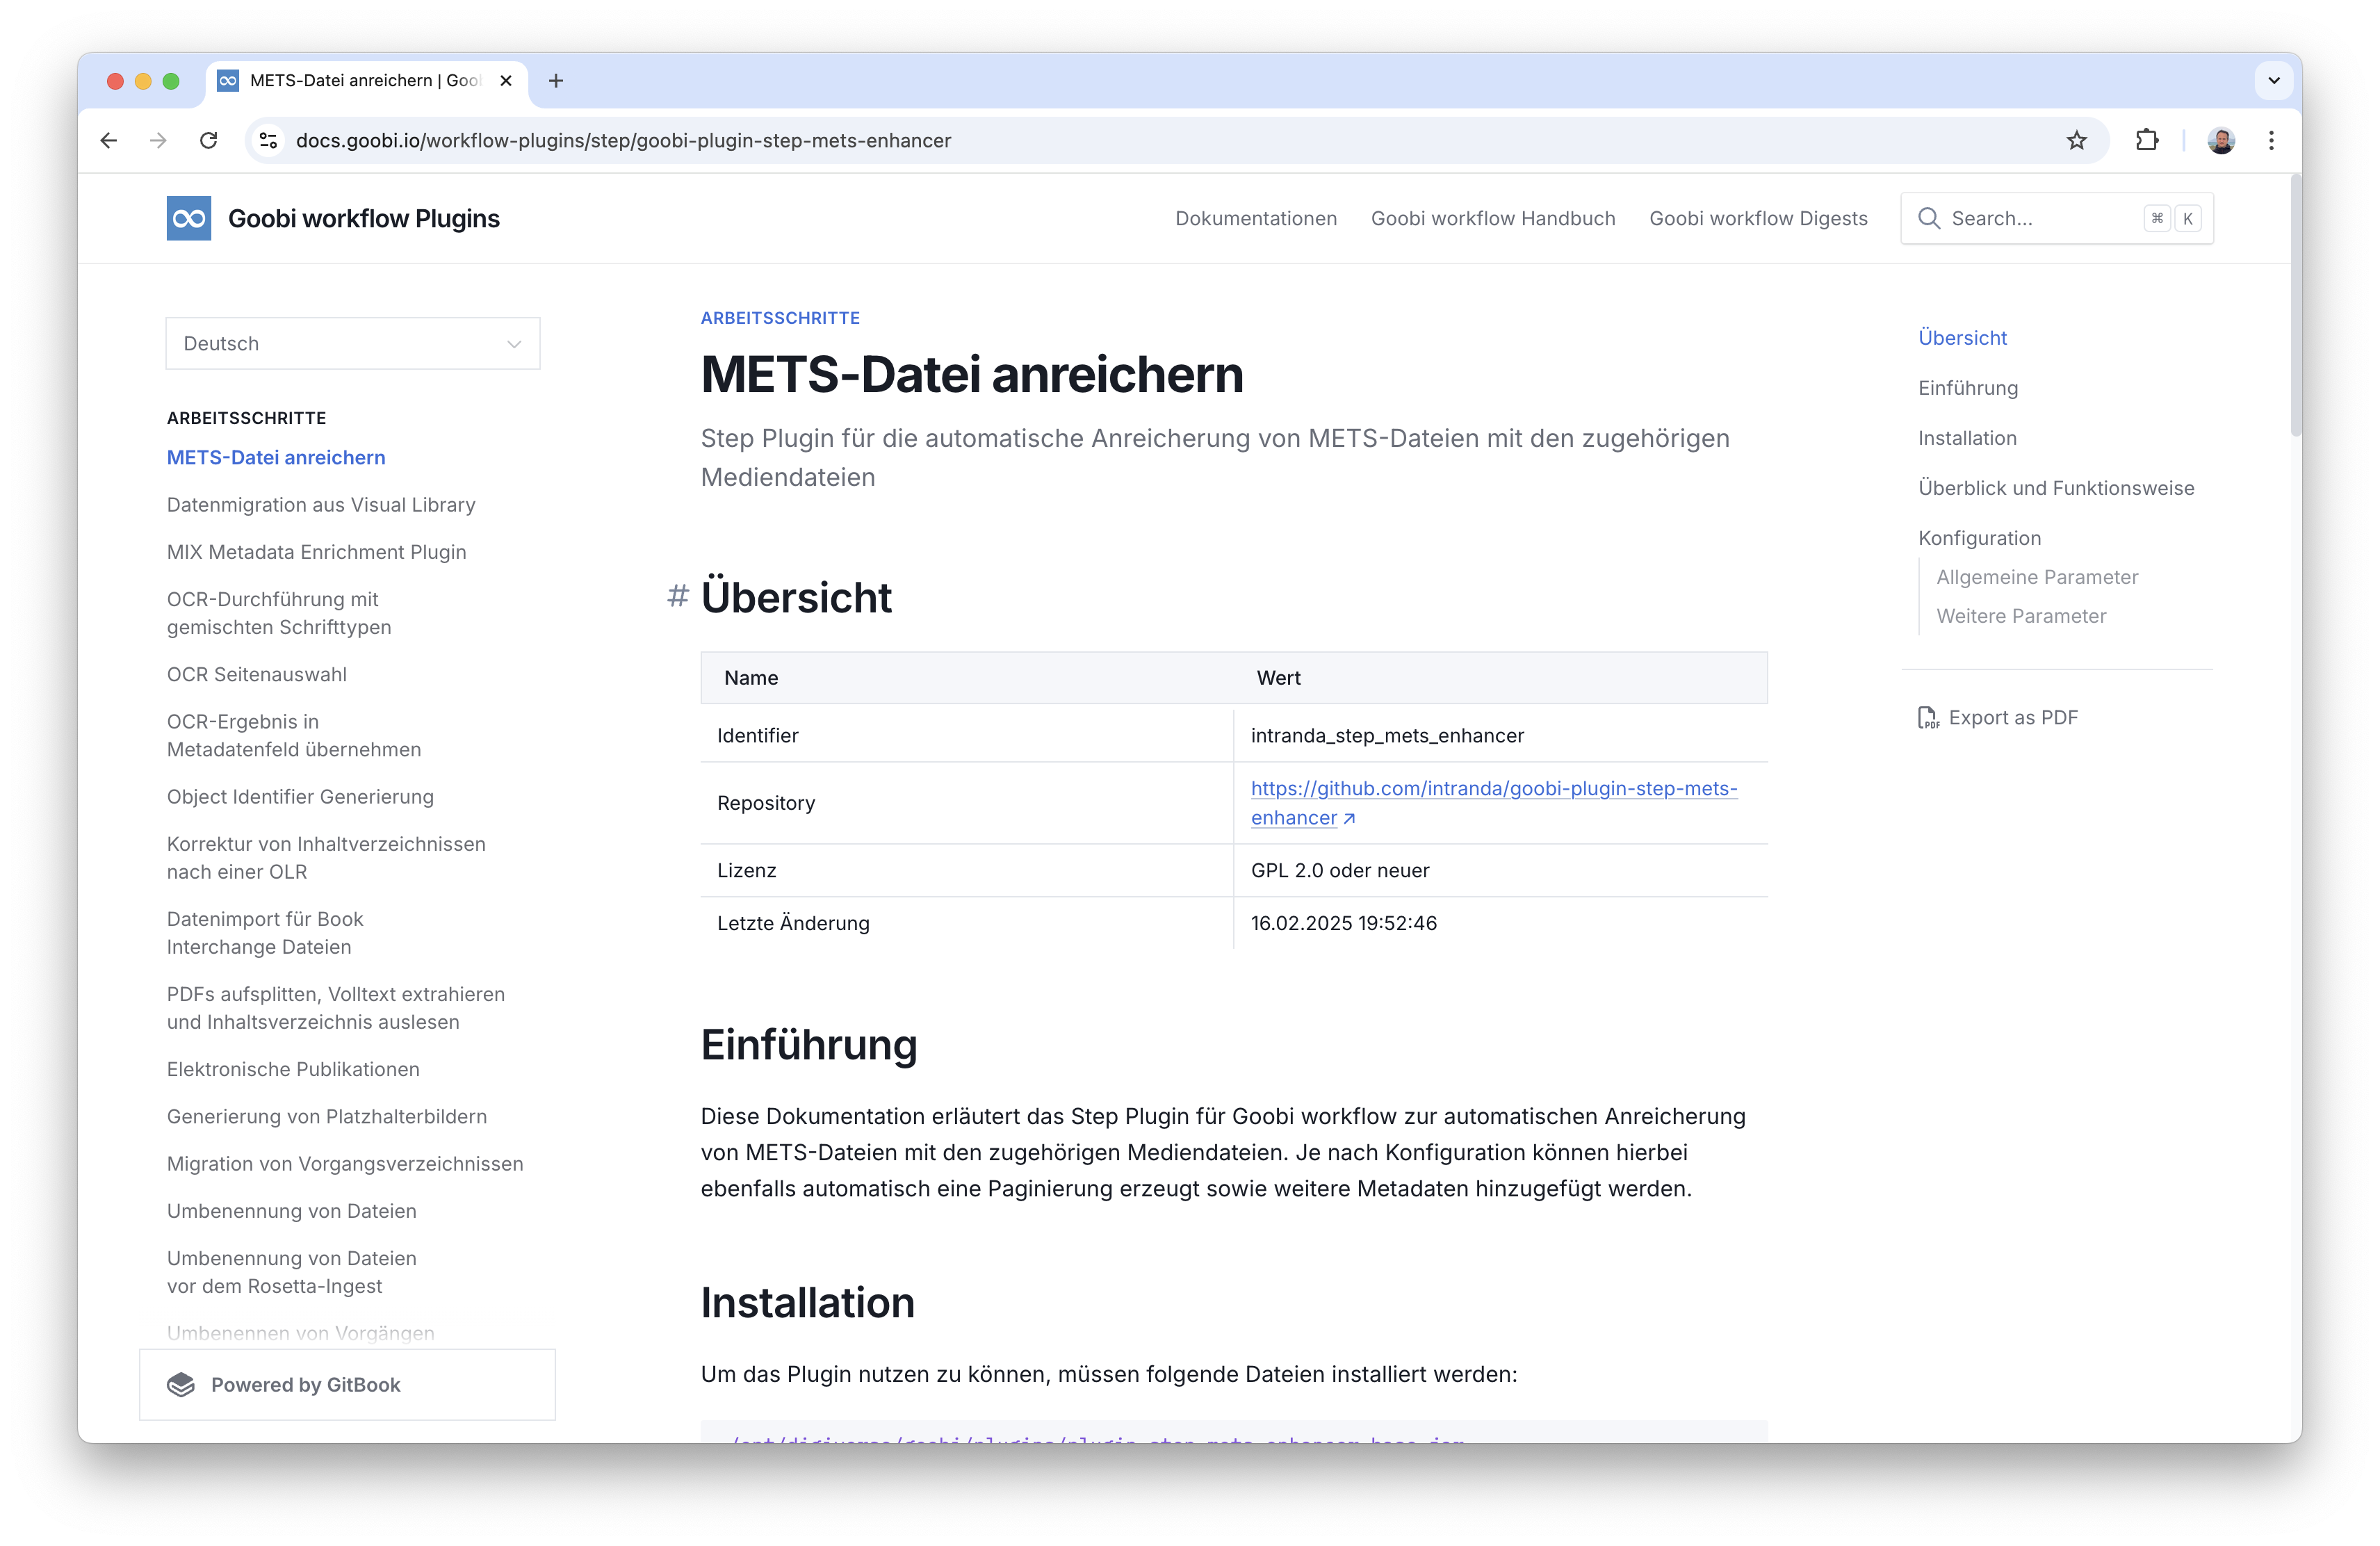 METS-Datei anreichern | Goo
docs.goobi.io/workflow-plugins/step/goobi-plugin-step-mets-enhancer
Goobi workflow Plugins
Dokumentationen
Goobi workflow Handbuch
Goobi workflow Digests
Search...
⌘ K
Deutsch
ARBEITSSCHRITTE
METS-Datei anreichern
Datenmigration aus Visual Library
MIX Metadata Enrichment Plugin
OCR-Durchführung mit
gemischten Schrifttypen
OCR Seitenauswahl
OCR-Ergebnis in
Metadatenfeld übernehmen
Object Identifier Generierung
Korrektur von Inhaltverzeichnissen
nach einer OLR
Datenimport für Book
Interchange Dateien
PDFs aufsplitten, Volltext extrahieren
und Inhaltsverzeichnis auslesen
Elektronische Publikationen
Generierung von Platzhalterbildern
Migration von Vorgangsverzeichnissen
Umbenennung von Dateien
Umbenennung von Dateien
vor dem Rosetta-Ingest
Umbenennen von Vorgängen
Powered by GitBook
ARBEITSSCHRITTE
METS-Datei anreichern
Step Plugin für die automatische Anreicherung von METS-Dateien mit den zugehörigen
Mediendateien
# Übersicht
Name Wert
Identifier intranda_step_mets_enhancer
Repository https://github.com/intranda/goobi-plugin-step-mets-
enhancer
Lizenz GPL 2.0 oder neuer
Letzte Änderung 16.02.2025 19:52:46
Einführung
Diese Dokumentation erläutert das Step Plugin für Goobi workflow zur automatischen Anreicherung
von METS-Dateien mit den zugehörigen Mediendateien. Je nach Konfiguration können hierbei
ebenfalls automatisch eine Paginierung erzeugt sowie weitere Metadaten hinzugefügt werden.
Installation
Um das Plugin nutzen zu können, müssen folgende Dateien installiert werden:
/opt/digiverso/goobi/plugins/plugin-step-mets-enhancer-base.jar
Übersicht
Einführung
Installation
Überblick und Funktionsweise
Konfiguration
Allgemeine Parameter
Weitere Parameter
Export as PDF